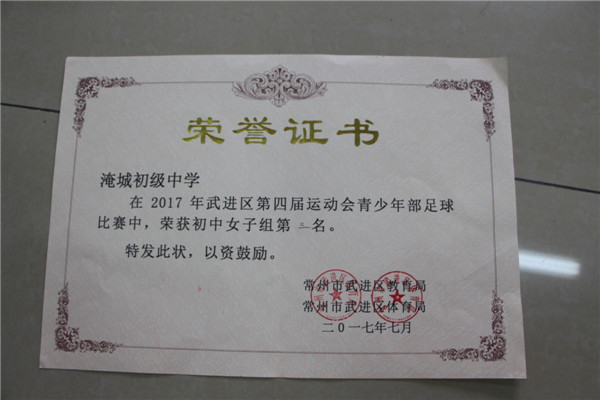 荣誉证书
淹城初级中学
在 2017 年武进区第四届运动会青少年部足球
比赛中，荣获初中女子组第 名。
特发此状，以资鼓励。
常州市武进区教育局
常州市武进区体育局
二〇一七年七月